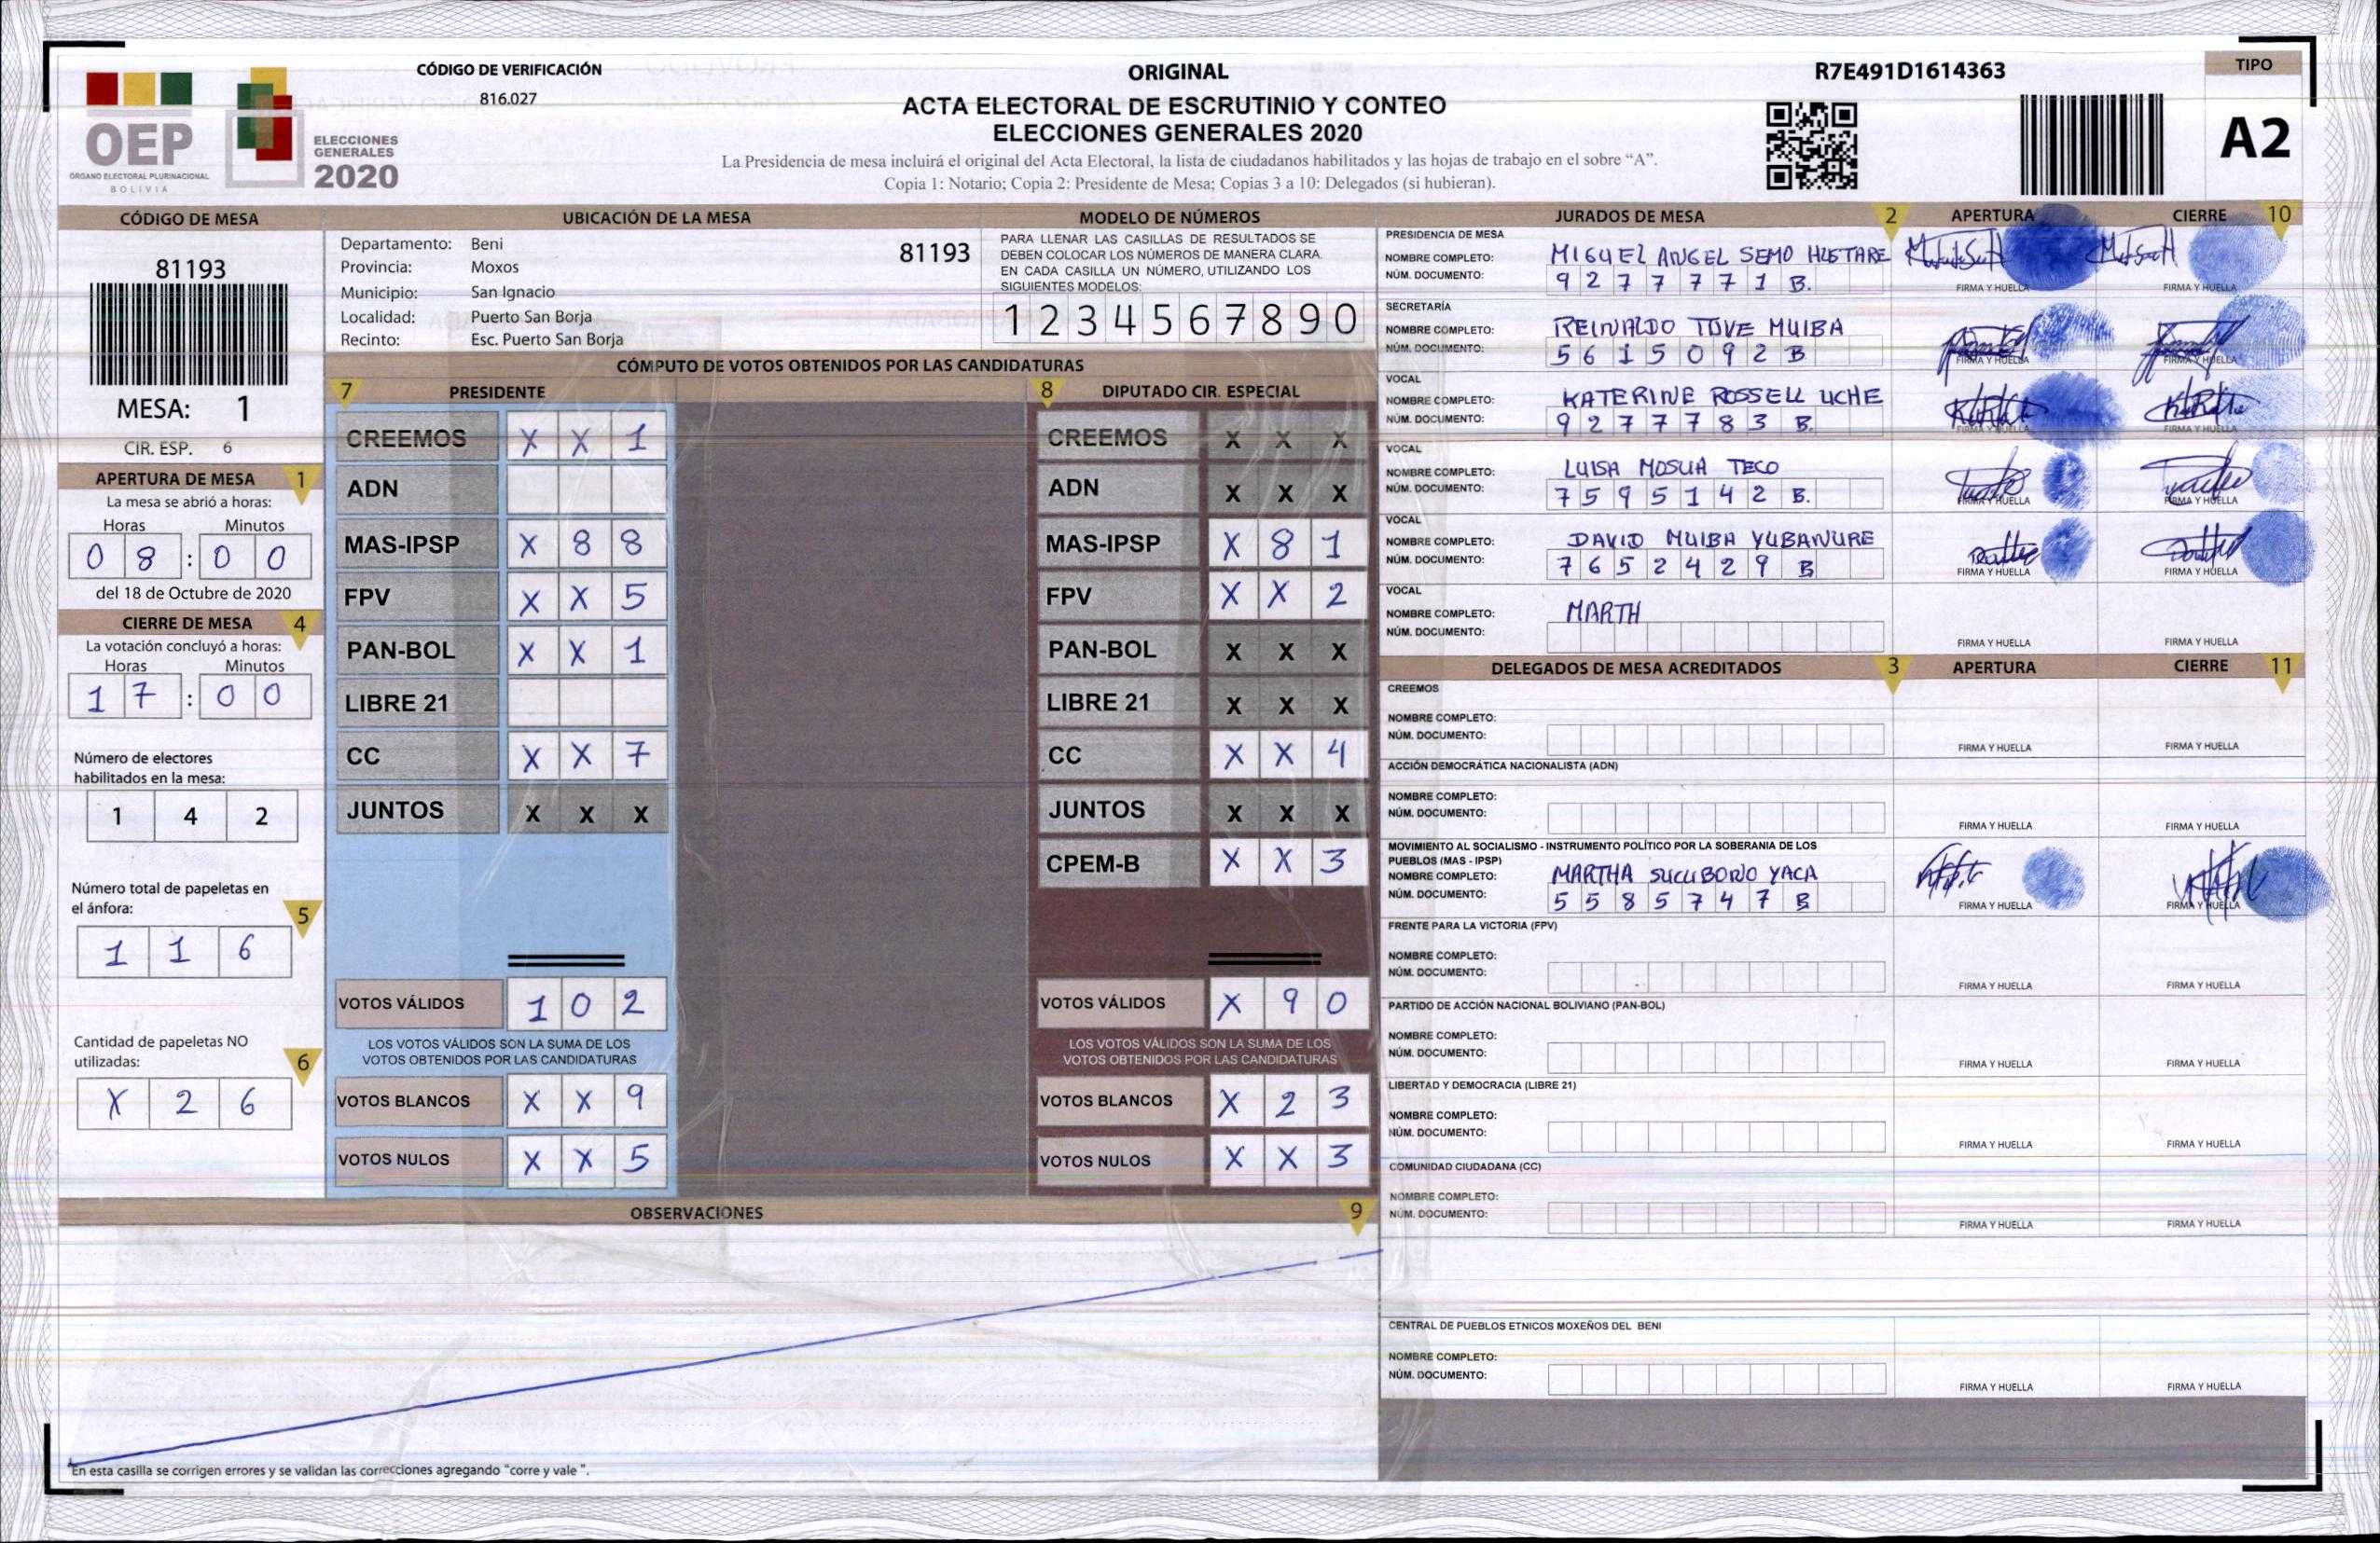 CÓDIGO DE VERIFICACIÓN
816.027
OEP
ÓRGANO ELECTORAL PLURINACIONAL
BOLIVIA
ELECCIONES
GENERALES
2020
ORIGINAL
ACTA ELECTORAL DE ESCRUTINIO Y CONTEO
ELECCIONES GENERALES 2020
La Presidencia de mesa incluirá el original del Acta Electoral, la lista de ciudadanos habilitados y las hojas de trabajo en el sobre “A”.
Copia 1: Notario; Copia 2: Presidente de Mesa; Copias 3 a 10: Delegados (si hubieran).
R7E491D1614363
TIPO
A2
CÓDIGO DE MESA
81193
MESA: 1
CIR. ESP. 6
APERTURA DE MESA 1
La mesa se abrió a horas:
Horas Minutos
0 8 : 0 0
del 18 de Octubre de 2020
CIERRE DE MESA 4
La votación concluyó a horas:
Horas Minutos
1 7 : 0 0
Número de electores
habilitados en la mesa:
1 4 2
Número total de papeletas en
el ánfora:
5
1 1 6
Cantidad de papeletas NO
utilizadas:
6
X 2 6
UBICACIÓN DE LA MESA
Departamento: Beni
81193
Provincia: Moxos
Municipio: San Ignacio
Localidad: Puerto San Borja
Recinto: Esc. Puerto San Borja
MODELO DE NÚMEROS
PARA LLENAR LAS CASILLAS DE RESULTADOS SE
DEBEN COLOCAR LOS NÚMEROS DE MANERA CLARA.
EN CADA CASILLA UN NÚMERO, UTILIZANDO LOS
SIGUIENTES MODELOS:
1 2 3 4 5 6 7 8 9 0
CÓMPUTO DE VOTOS OBTENIDOS POR LAS CANDIDATURAS
7 PRESIDENTE
CREEMOS X X 1
ADN
MAS-IPSP X 8 8
FPV X X 5
PAN-BOL X X 1
LIBRE 21
CC X X 7
JUNTOS X X X
VOTOS VÁLIDOS 1 0 2
LOS VOTOS VÁLIDOS SON LA SUMA DE LOS
VOTOS OBTENIDOS POR LAS CANDIDATURAS
VOTOS BLANCOS X X 9
VOTOS NULOS X X 5
8 DIPUTADO CIR. ESPECIAL
CREEMOS X X X
ADN X X X
MAS-IPSP X 8 1
FPV X X 2
PAN-BOL X X X
LIBRE 21 X X X
CC X X 4
JUNTOS X X X
CPEM-B X X 3
VOTOS VÁLIDOS X 9 0
LOS VOTOS VÁLIDOS SON LA SUMA DE LOS
VOTOS OBTENIDOS POR LAS CANDIDATURAS
VOTOS BLANCOS X 2 3
VOTOS NULOS X X 3
OBSERVACIONES 9
En esta casilla se corrigen errores y se validan las correcciones agregando “corre y vale ”.
JURADOS DE MESA 2 APERTURA CIERRE 10
PRESIDENCIA DE MESA
NOMBRE COMPLETO: MIGUEL ANGEL SEMO
NÚM. DOCUMENTO: 9 2 7 7 7 7 1 B.
FIRMA Y HUELLA FIRMA Y HUELLA
SECRETARÍA
NOMBRE COMPLETO: REINALDO TOVE MUIBA
NÚM. DOCUMENTO: 5 6 1 5 0 9 2 B
FIRMA Y HUELLA FIRMA Y HUELLA
VOCAL
NOMBRE COMPLETO: KATERINE ROSSELL UCHE
NÚM. DOCUMENTO: 9 2 7 7 7 8 3 B.
FIRMA Y HUELLA FIRMA Y HUELLA
VOCAL
NOMBRE COMPLETO: LUISA MOSUA TECO
NÚM. DOCUMENTO: 7 5 9 5 1 4 2 B.
FIRMA Y HUELLA FIRMA Y HUELLA
VOCAL
NOMBRE COMPLETO: DAVID MUIBA YUBANURE
NÚM. DOCUMENTO: 7 6 5 2 4 2 9 B
FIRMA Y HUELLA FIRMA Y HUELLA
VOCAL
NOMBRE COMPLETO: MARTH
NÚM. DOCUMENTO:
FIRMA Y HUELLA FIRMA Y HUELLA
DELEGADOS DE MESA ACREDITADOS 3 APERTURA CIERRE 11
CREEMOS
NOMBRE COMPLETO:
NÚM. DOCUMENTO:
FIRMA Y HUELLA FIRMA Y HUELLA
ACCIÓN DEMOCRÁTICA NACIONALISTA (ADN)
NOMBRE COMPLETO:
NÚM. DOCUMENTO:
FIRMA Y HUELLA FIRMA Y HUELLA
MOVIMIENTO AL SOCIALISMO - INSTRUMENTO POLÍTICO POR LA SOBERANIA DE LOS
PUEBLOS (MAS - IPSP)
NOMBRE COMPLETO: MARTHA SUCUBONO YACA
NÚM. DOCUMENTO: 5 5 8 5 7 4 7 B
FIRMA Y HUELLA FIRMA Y HUELLA
FRENTE PARA LA VICTORIA (FPV)
NOMBRE COMPLETO:
NÚM. DOCUMENTO:
FIRMA Y HUELLA FIRMA Y HUELLA
PARTIDO DE ACCIÓN NACIONAL BOLIVIANO (PAN-BOL)
NOMBRE COMPLETO:
NÚM. DOCUMENTO:
FIRMA Y HUELLA FIRMA Y HUELLA
LIBERTAD Y DEMOCRACIA (LIBRE 21)
NOMBRE COMPLETO:
NÚM. DOCUMENTO:
FIRMA Y HUELLA FIRMA Y HUELLA
COMUNIDAD CIUDADANA (CC)
NOMBRE COMPLETO:
NÚM. DOCUMENTO:
FIRMA Y HUELLA FIRMA Y HUELLA
CENTRAL DE PUEBLOS ETNICOS MOXEÑOS DEL BENI
NOMBRE COMPLETO:
NÚM. DOCUMENTO:
FIRMA Y HUELLA FIRMA Y HUELLA